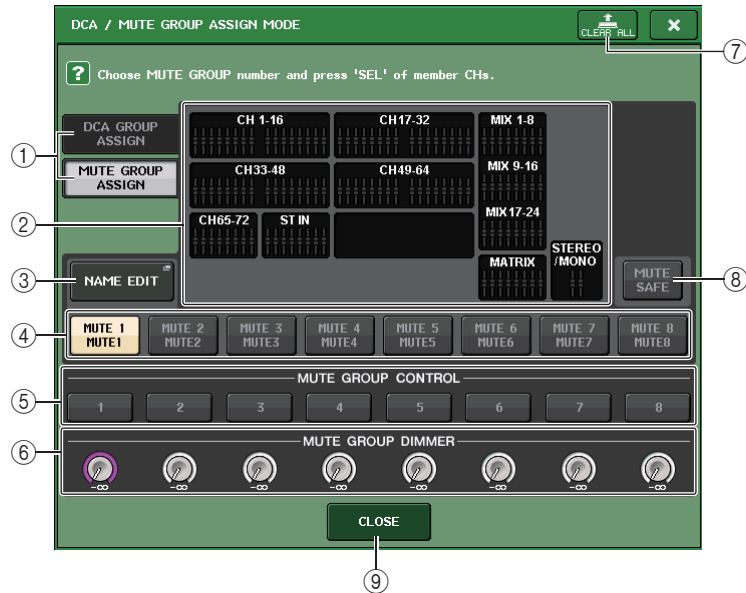 DCA / MUTE GROUP ASSIGN MODE
CLEAR ALL
×
⑦
? Choose MUTE GROUP number and press 'SEL' of member CHs.
①
DCA GROUP
ASSIGN
MUTE GROUP
ASSIGN
②
CH 1-16
CH17-32
MIX 1-8
CH33-48
CH49-64
MIX 9-16
CH65-72
ST IN
MIX17-24
MATRIX
STEREO
/MONO
③
NAME EDIT
MUTE
SAFE
⑧
④
MUTE 1
MUTE1
MUTE 2
MUTE2
MUTE 3
MUTE3
MUTE 4
MUTE4
MUTE 5
MUTE5
MUTE 6
MUTE6
MUTE 7
MUTE7
MUTE 8
MUTE8
MUTE GROUP CONTROL
⑤
1 2 3 4 5 6 7 8
MUTE GROUP DIMMER
⑥
-∞ -∞ -∞ -∞ -∞ -∞ -∞ -∞
CLOSE
⑨